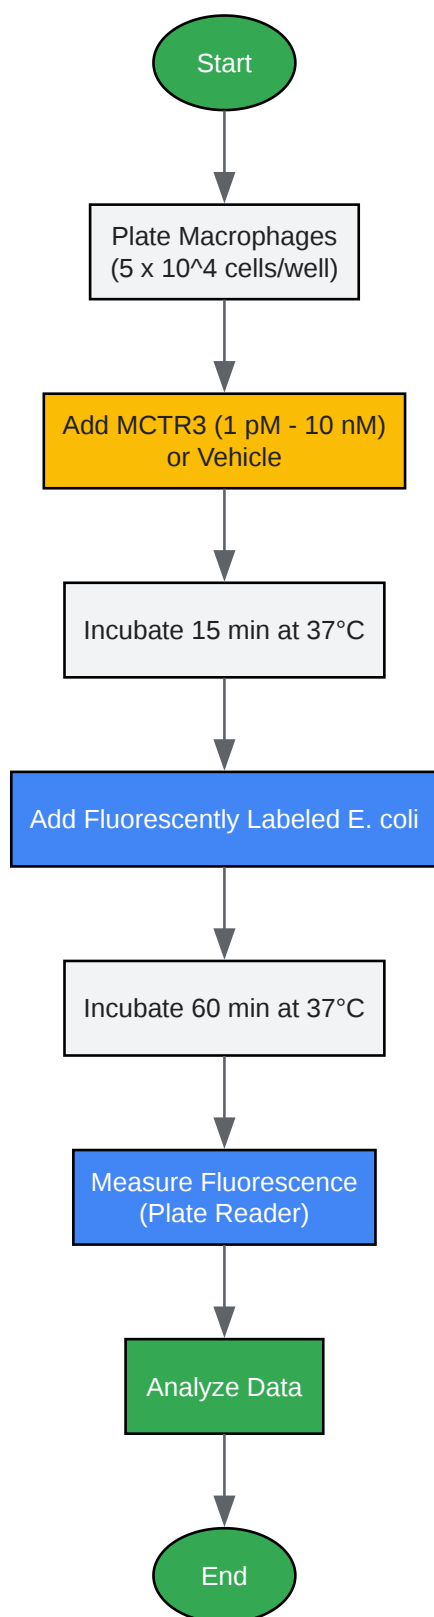 Start
Plate Macrophages
(5 x 10^4 cells/well)
Add MCTR3 (1 pM - 10 nM)
or Vehicle
Incubate 15 min at 37°C
Add Fluorescently Labeled E. coli
Incubate 60 min at 37°C
Measure Fluorescence
(Plate Reader)
Analyze Data
End